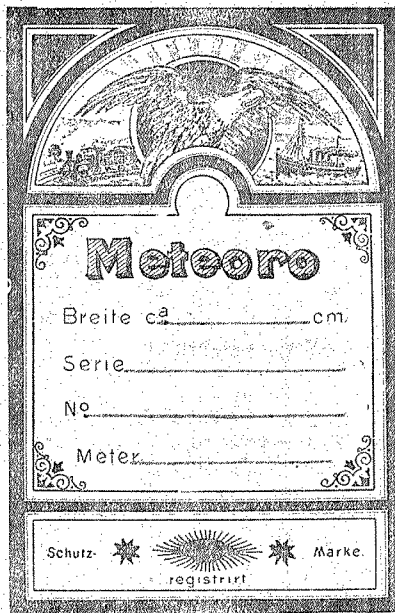 Meteoro
Breite ca cm
Serie
No
Meter
Schutz- Marke.
registrirt